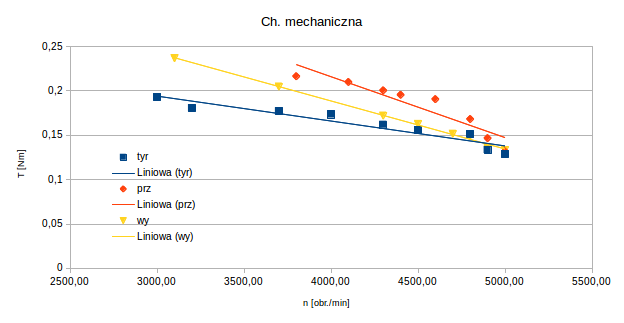 Ch. mechaniczna
0,25
0,2
0,15
0,1
0,05
0
T [Nm]
tyr
Liniowa (tyr)
prz
Liniowa (prz)
wy
Liniowa (wy)
2500,00 3000,00 3500,00 4000,00 4500,00 5000,00 5500,00
n [obr./min]